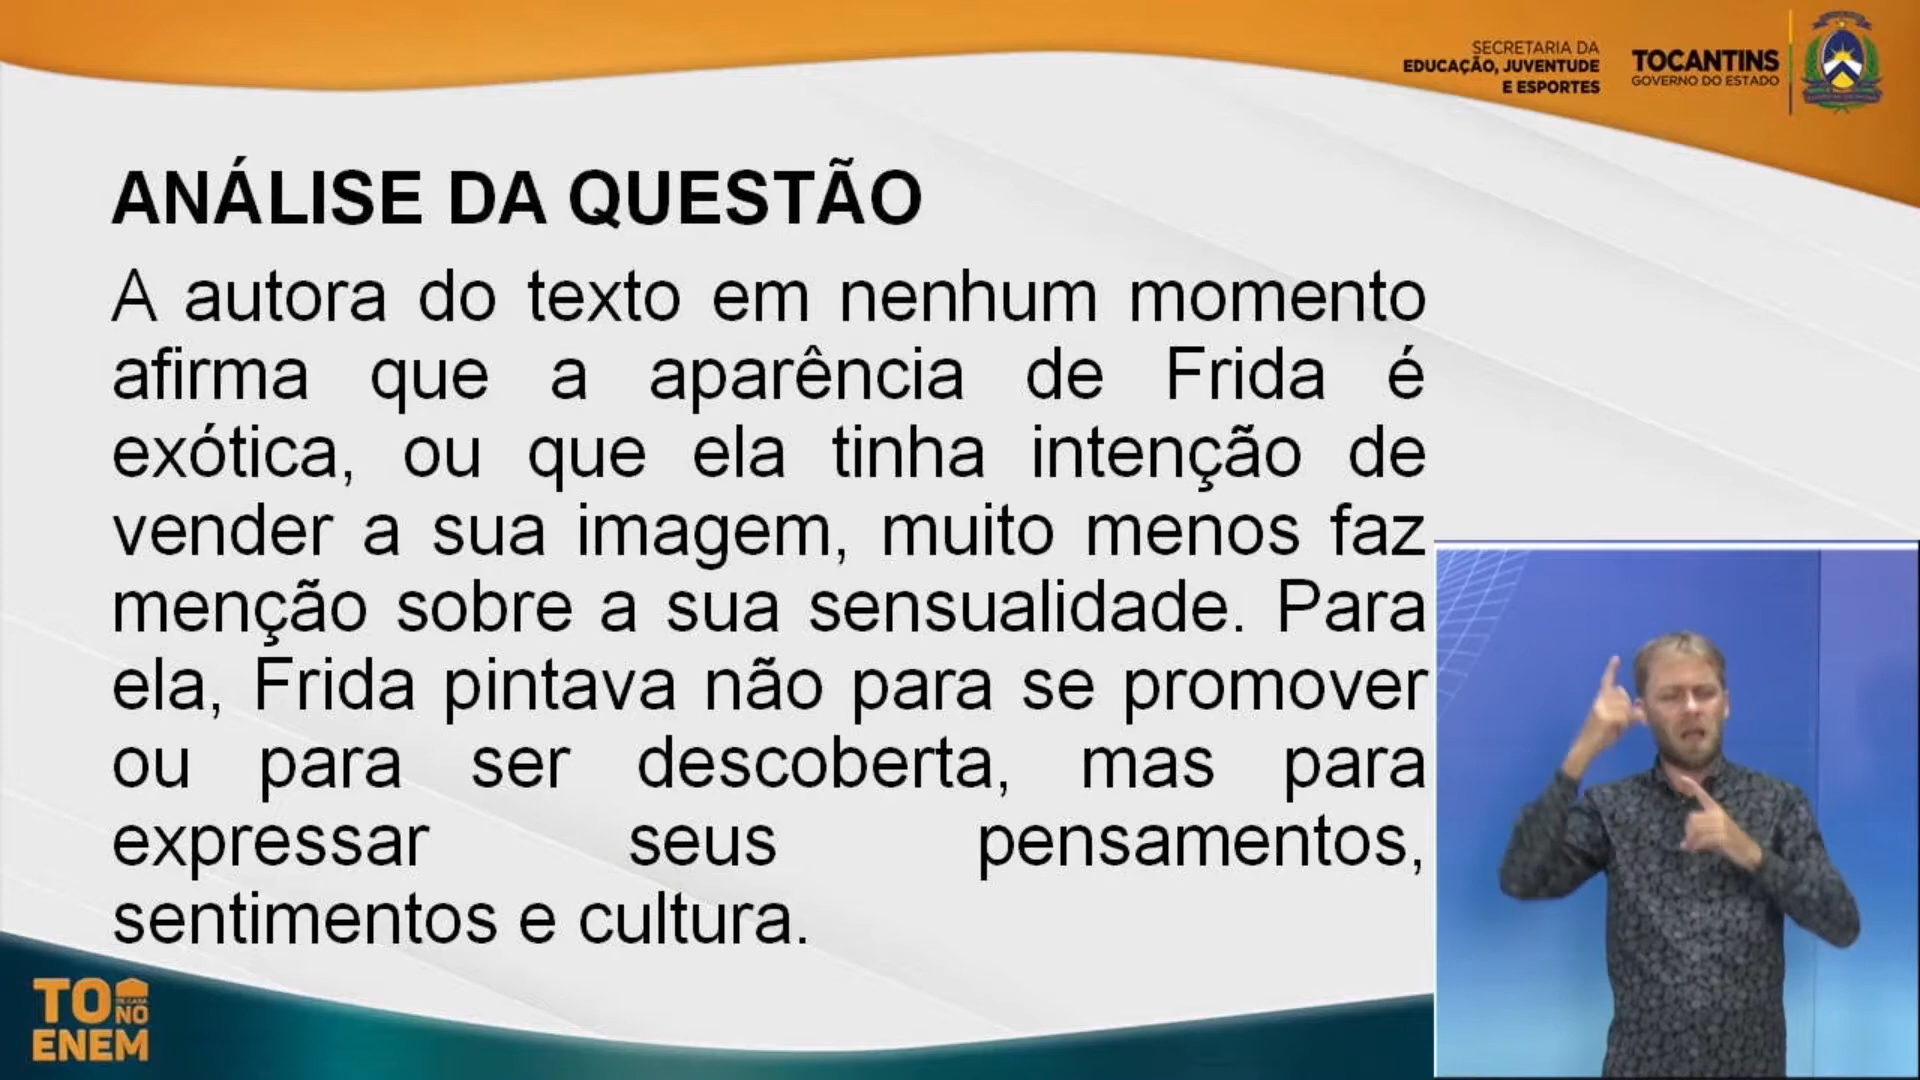 SECRETARIA DA
EDUCAÇÃO, JUVENTUDE
E ESPORTES
TOCANTINS
GOVERNO DO ESTADO
ANÁLISE DA QUESTÃO
A autora do texto em nenhum momento
afirma que a aparência de Frida é
exótica, ou que ela tinha intenção de
vender a sua imagem, muito menos faz
menção sobre a sua sensualidade. Para
ela, Frida pintava não para se promover
ou para ser descoberta, mas para
expressar seus pensamentos,
sentimentos e cultura.
TO
DE CASA
NO
ENEM